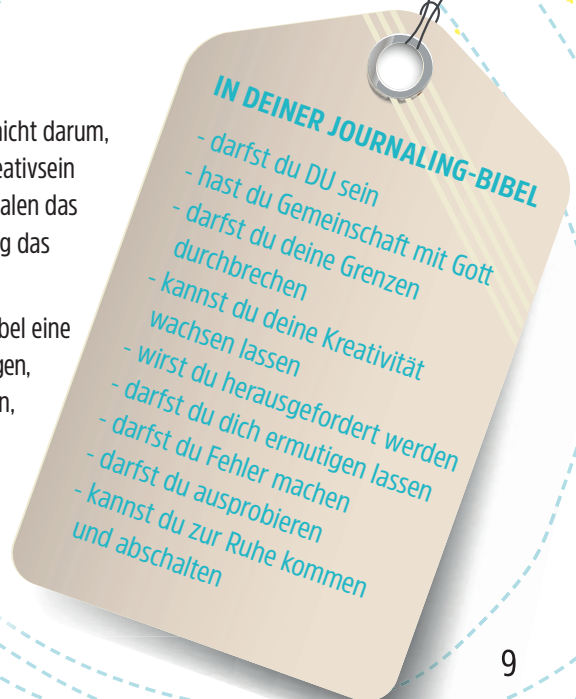 nicht darum,
eativsein
alen das
g das
bel eine
gen,
n,
IN DEINER JOURNALING-BIBEL
- darfst du DU sein
- hast du Gemeinschaft mit Gott
- darfst du deine Grenzen
durchbrechen
- kannst du deine Kreativität
wachsen lassen
- wirst du herausgefordert werden
- darfst du dich ermutigen lassen
- darfst du Fehler machen
- darfst du ausprobieren
- kannst du zur Ruhe kommen
und abschalten
9